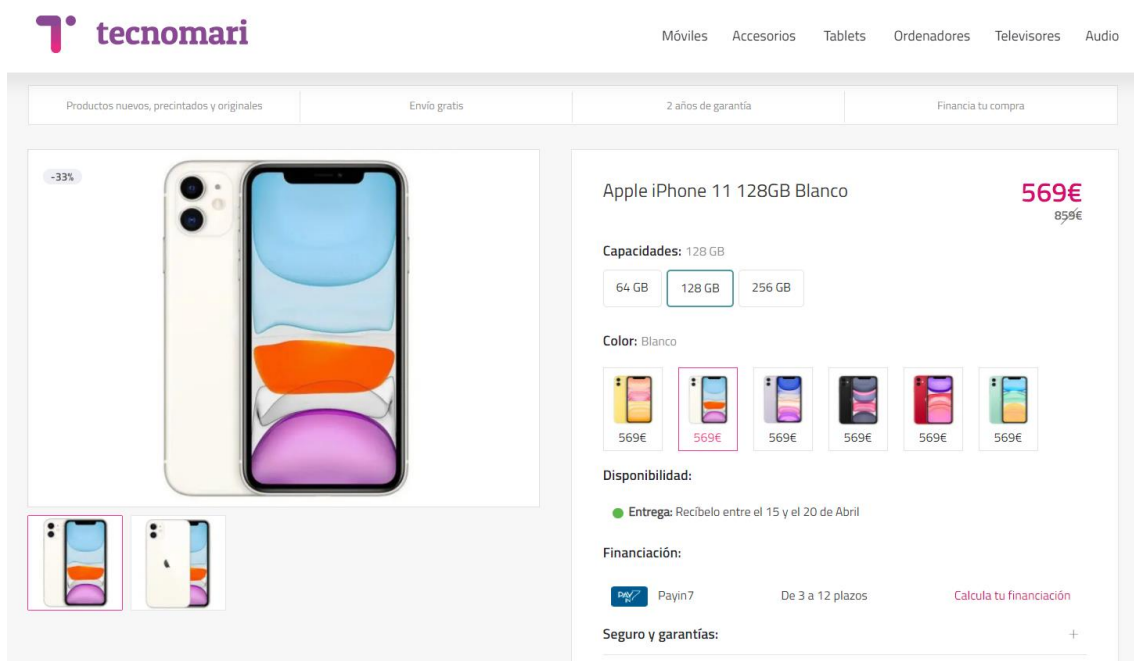 tecnomari
Móviles Accesorios Tablets Ordenadores Televisores Audio
Productos nuevos, precintados y originales Envío gratis 2 años de garantía Financia tu compra
-33%
Apple iPhone 11 128GB Blanco
569€
859€
Capacidades: 128 GB
64 GB 128 GB 256 GB
Color: Blanco
569€ 569€ 569€ 569€ 569€ 569€
Disponibilidad:
Entrega: Recíbelo entre el 15 y el 20 de Abril
Financiación:
Payin7 De 3 a 12 plazos Calcula tu financiación
Seguro y garantías: +